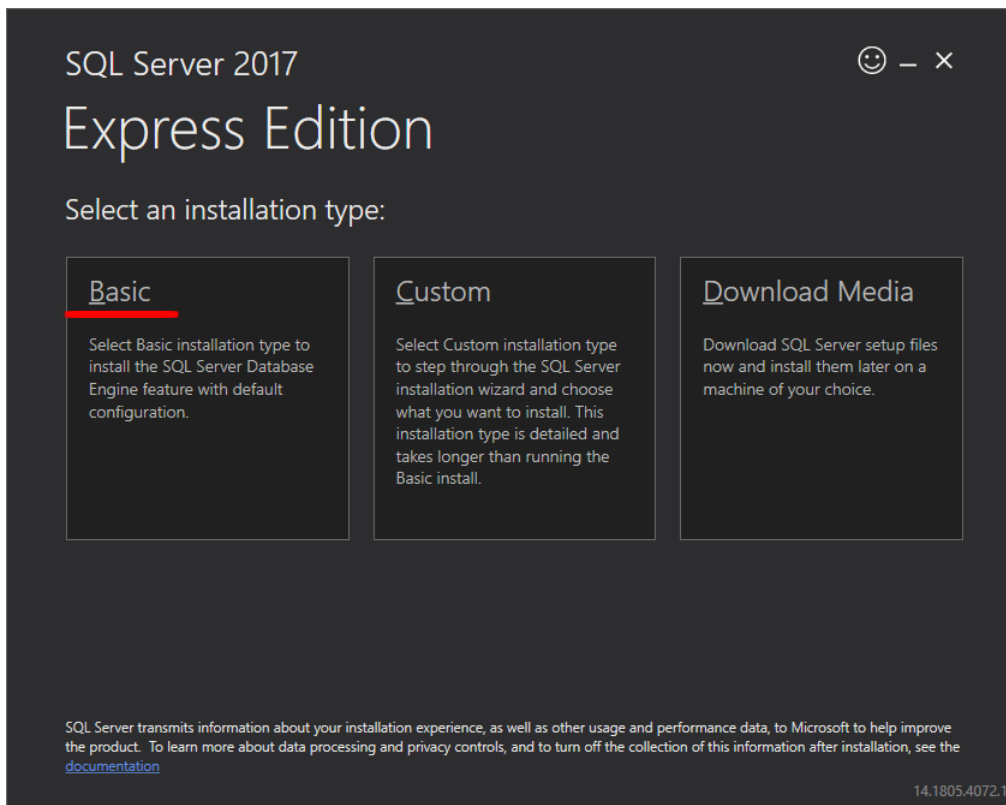 SQL Server 2017
Express Edition
Select an installation type:
Basic
Select Basic installation type to
install the SQL Server Database
Engine feature with default
configuration.
Custom
Select Custom installation type
to step through the SQL Server
installation wizard and choose
what you want to install. This
installation type is detailed and
takes longer than running the
Basic install.
Download Media
Download SQL Server setup files
now and install them later on a
machine of your choice.
SQL Server transmits information about your installation experience, as well as other usage and performance data, to Microsoft to help improve
the product. To learn more about data processing and privacy controls, and to turn off the collection of this information after installation, see the
documentation
14.1805.4072.1